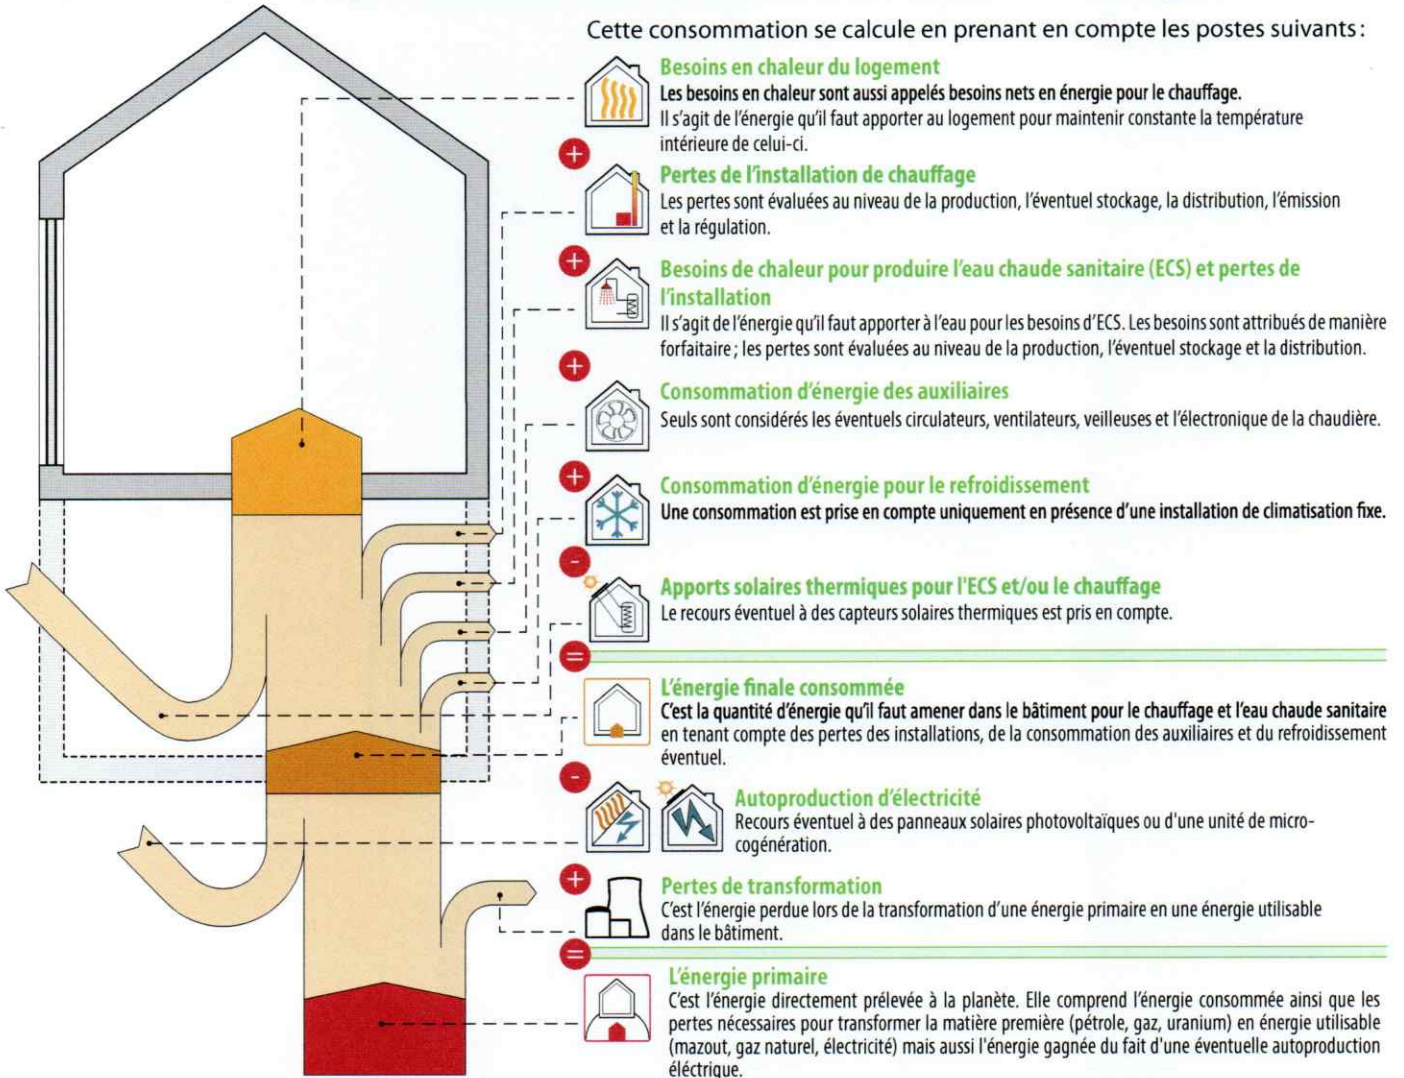 Cette consommation se calcule en prenant en compte les postes suivants :
Besoins en chaleur du logement
Les besoins en chaleur sont aussi appelés besoins nets en énergie pour le chauffage.
Il s'agit de l'énergie qu'il faut apporter au logement pour maintenir constante la température
intérieure de celui-ci.
+
Pertes de l'installation de chauffage
Les pertes sont évaluées au niveau de la production, l'éventuel stockage, la distribution, l'émission
et la régulation.
+
Besoins de chaleur pour produire l'eau chaude sanitaire (ECS) et pertes de
l'installation
Il s'agit de l'énergie qu'il faut apporter à l'eau pour les besoins d'ECS. Les besoins sont attribués de manière
forfaitaire ; les pertes sont évaluées au niveau de la production, l'éventuel stockage et la distribution.
+
Consommation d'énergie des auxiliaires
Seuls sont considérés les éventuels circulateurs, ventilateurs, veilleuses et l'électronique de la chaudière.
+
Consommation d'énergie pour le refroidissement
Une consommation est prise en compte uniquement en présence d'une installation de climatisation fixe.
-
Apports solaires thermiques pour l'ECS et/ou le chauffage
Le recours éventuel à des capteurs solaires thermiques est pris en compte.
=
L'énergie finale consommée
C'est la quantité d'énergie qu'il faut amener dans le bâtiment pour le chauffage et l'eau chaude sanitaire
en tenant compte des pertes des installations, de la consommation des auxiliaires et du refroidissement
éventuel.
-
Autoproduction d'électricité
Recours éventuel à des panneaux solaires photovoltaïques ou d'une unité de micro-
cogénération.
+
Pertes de transformation
C'est l'énergie perdue lors de la transformation d'une énergie primaire en une énergie utilisable
dans le bâtiment.
=
L'énergie primaire
C'est l'énergie directement prélevée à la planète. Elle comprend l'énergie consommée ainsi que les
pertes nécessaires pour transformer la matière première (pétrole, gaz, uranium) en énergie utilisable
(mazout, gaz naturel, électricité) mais aussi l'énergie gagnée du fait d'une éventuelle autoproduction
éléctrique.